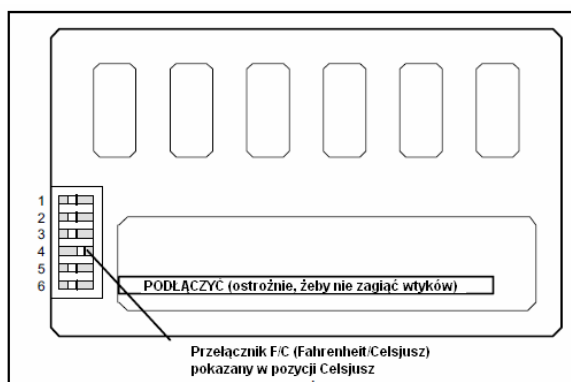 1
2
3
4
5
6
PODŁĄCZYĆ (ostrożnie, żeby nie zagiąć wtyków)
Przełącznik F/C (Fahrenheit/Celsjusz)
pokazany w pozycji Celsjusz